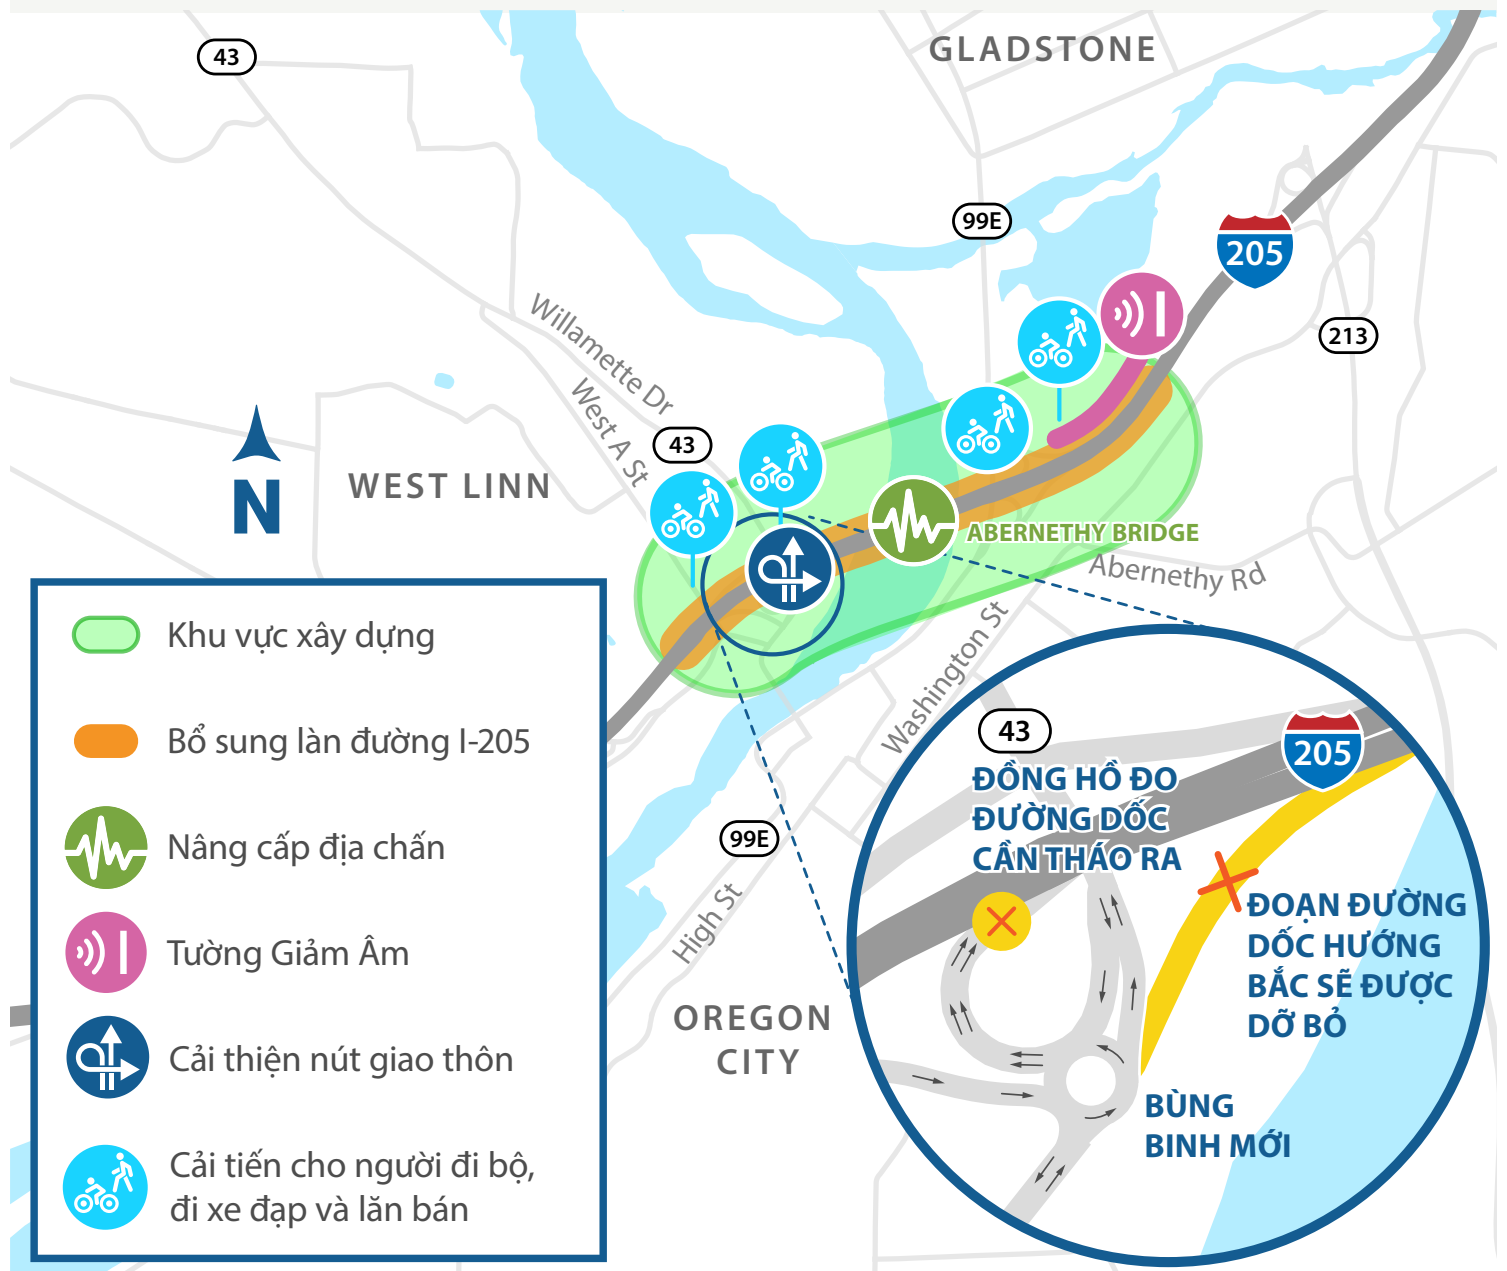 GLADSTONE
43
99E
205
213
Willamette Dr
West A St
43
WEST LINN
N
ABERNETHY BRIDGE
Abernethy Rd
Washington St
Khu vực xây dựng
Bổ sung làn đường I-205
Nâng cấp địa chấn
Tường Giảm Âm
Cải thiện nút giao thôn
Cải tiến cho người đi bộ,
đi xe đạp và lăn bán
99E
High St
OREGON
CITY
43
205
ĐỒNG HỒ ĐO
ĐƯỜNG DỐC
CẦN THÁO RA
ĐOẠN ĐƯỜNG
DỐC HƯỚNG
BẮC SẼ ĐƯỢC
DỠ BỎ
BÙNG
BINH MỚI